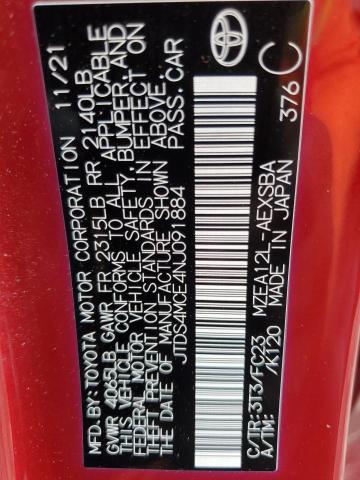 MFD. BY: TOYOTA MOTOR CORPORATION 11/21
GVWR 4065LB GAWR FR 2315LB RR 2140LB
THIS VEHICLE CONFORMS TO ALL APPLICABLE
FEDERAL MOTOR VEHICLE SAFETY, BUMPER, AND
THEFT PREVENTION STANDARDS IN EFFECT ON
THE DATE OF MANUFACTURE SHOWN ABOVE.
JTDS4MCE4NJ091884 PASS.CAR
C/TR:3T3/FC23 MZEA12L-AEXSBA 376 C
A/TM: /K120 MADE IN JAPAN